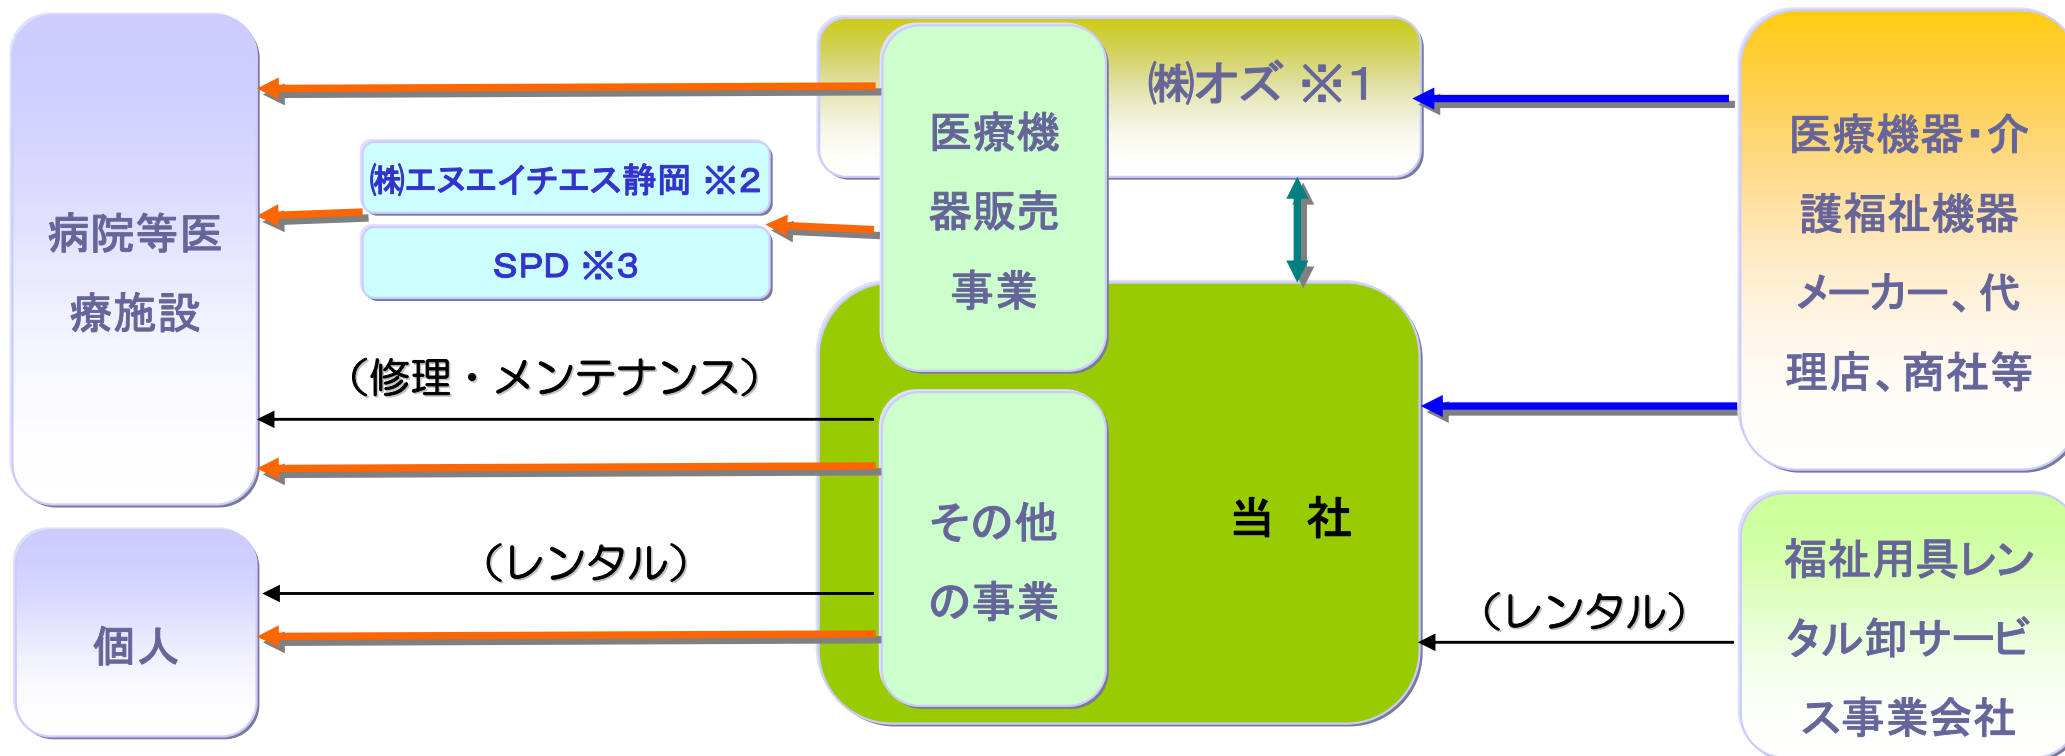 病院等医
療施設
個人
㈱エヌエイチエス静岡 ※2
SPD ※3
(修理・メンテナンス)
(レンタル)
医療機
器販売
事業
その他
の事業
㈱オズ ※1
当 社
(レンタル)
医療機器・介
護福祉機器
メーカー、代
理店、商社等
福祉用具レン
タル卸サービ
ス事業会社